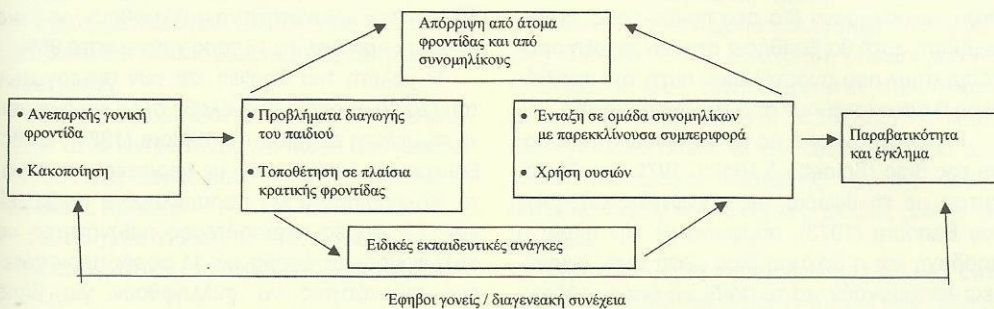 Απόρριψη από άτομα
φροντίδας και από
συνομηλίκους
• Ανεπαρκής γονική
φροντίδα
• Κακοποίηση
• Προβλήματα διαγωγής
του παιδιού
• Τοποθέτηση σε πλαίσια
κρατικής φροντίδας
• Ένταξη σε ομάδα συνομηλίκων
με παρεκκλίνουσα συμπεριφορά
• Χρήση ουσιών
Παραβατικότητα
και έγκλημα
Ειδικές εκπαιδευτικές ανάγκες
Έφηβοι γονείς / διαγενεακή συνέχεια